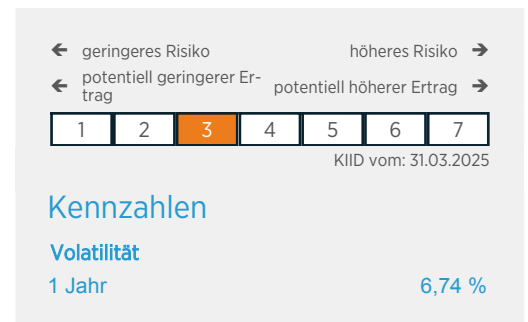 ← geringeres Risiko höheres Risiko →
← potentiell geringerer Er-
trag potentiell höherer Ertrag →
1 2 3 4 5 6 7
KIID vom: 31.03.2025
Kennzahlen
Volatilität
1 Jahr 6,74 %